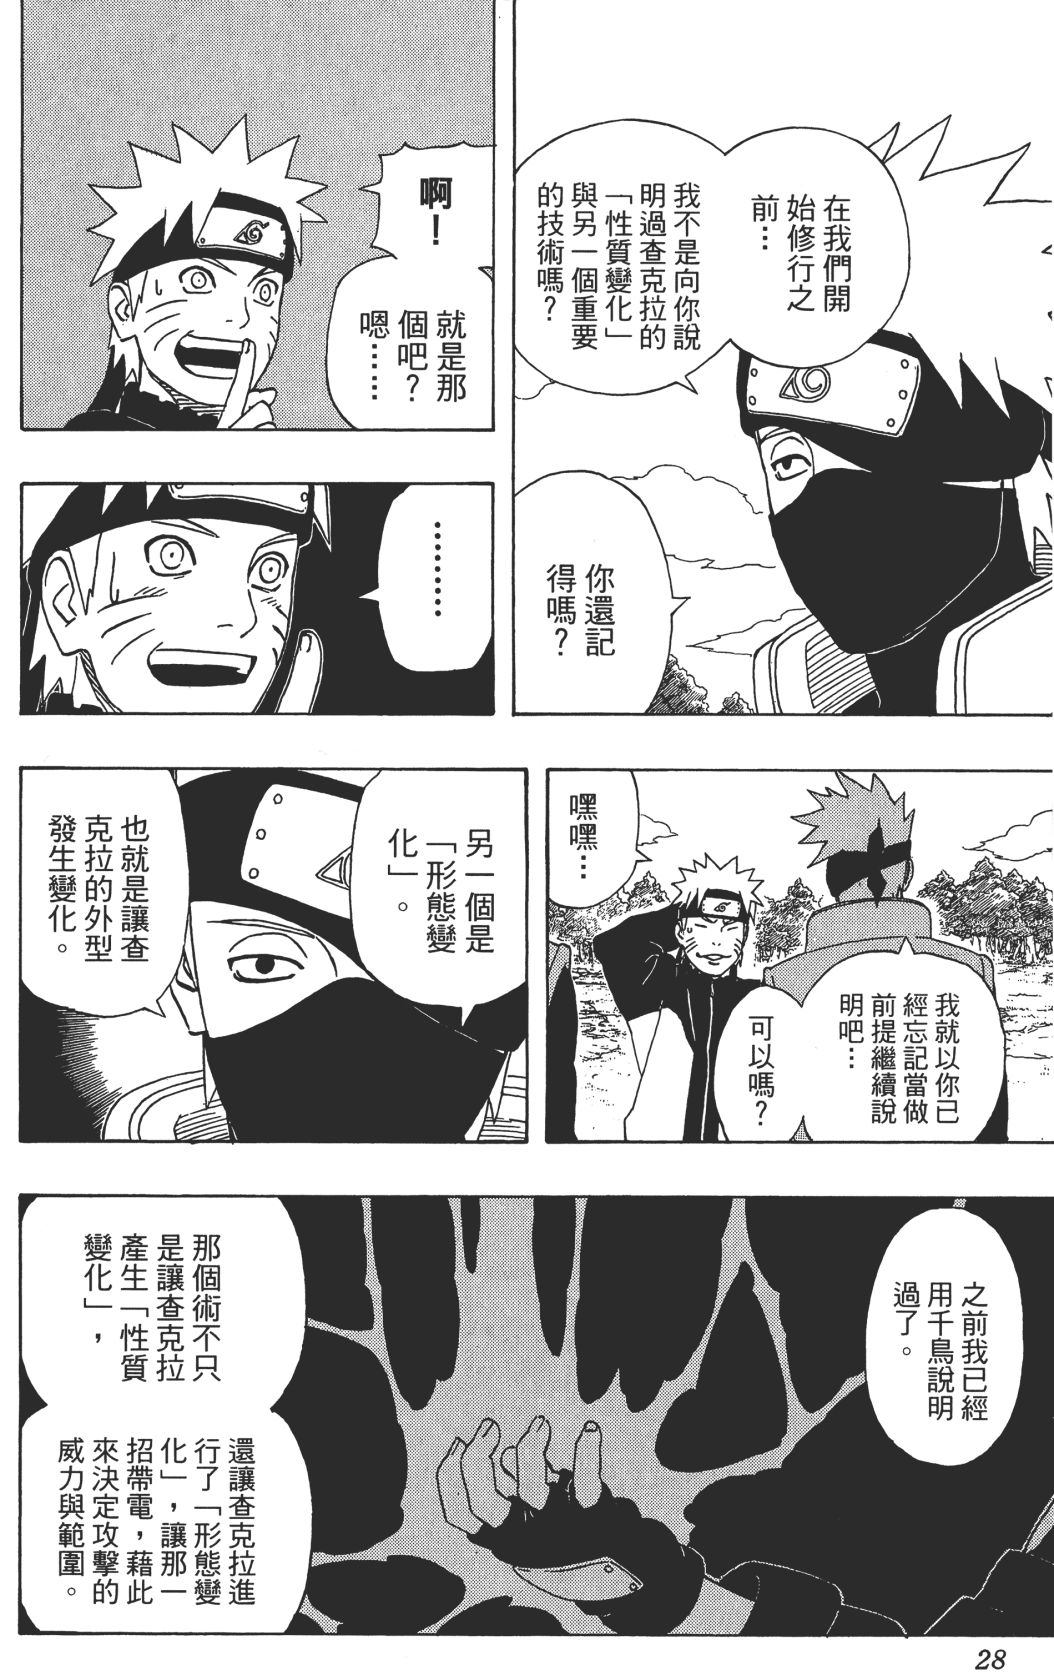 在我們開
始修行之
前…
我不是向你說
明過查克拉的
「性質變化」
與另一個重要
的技術嗎？
你還記
得嗎？
啊！
就是那
個吧？
嗯……
………
嘿
嘿…
我就以你已
經忘記當做
前提繼續說
明吧…
可以嗎？
另一個是
「形態變
化」。
也就是讓查
克拉的外型
發生變化。
之前我已經
用千鳥說明
過了。
那個術不只
是讓查克拉
產生「性質
變化」，
還讓查克拉進
行了「形態變
化」，讓那一
招帶電，藉此
來決定攻擊的
威力與範圍。
28